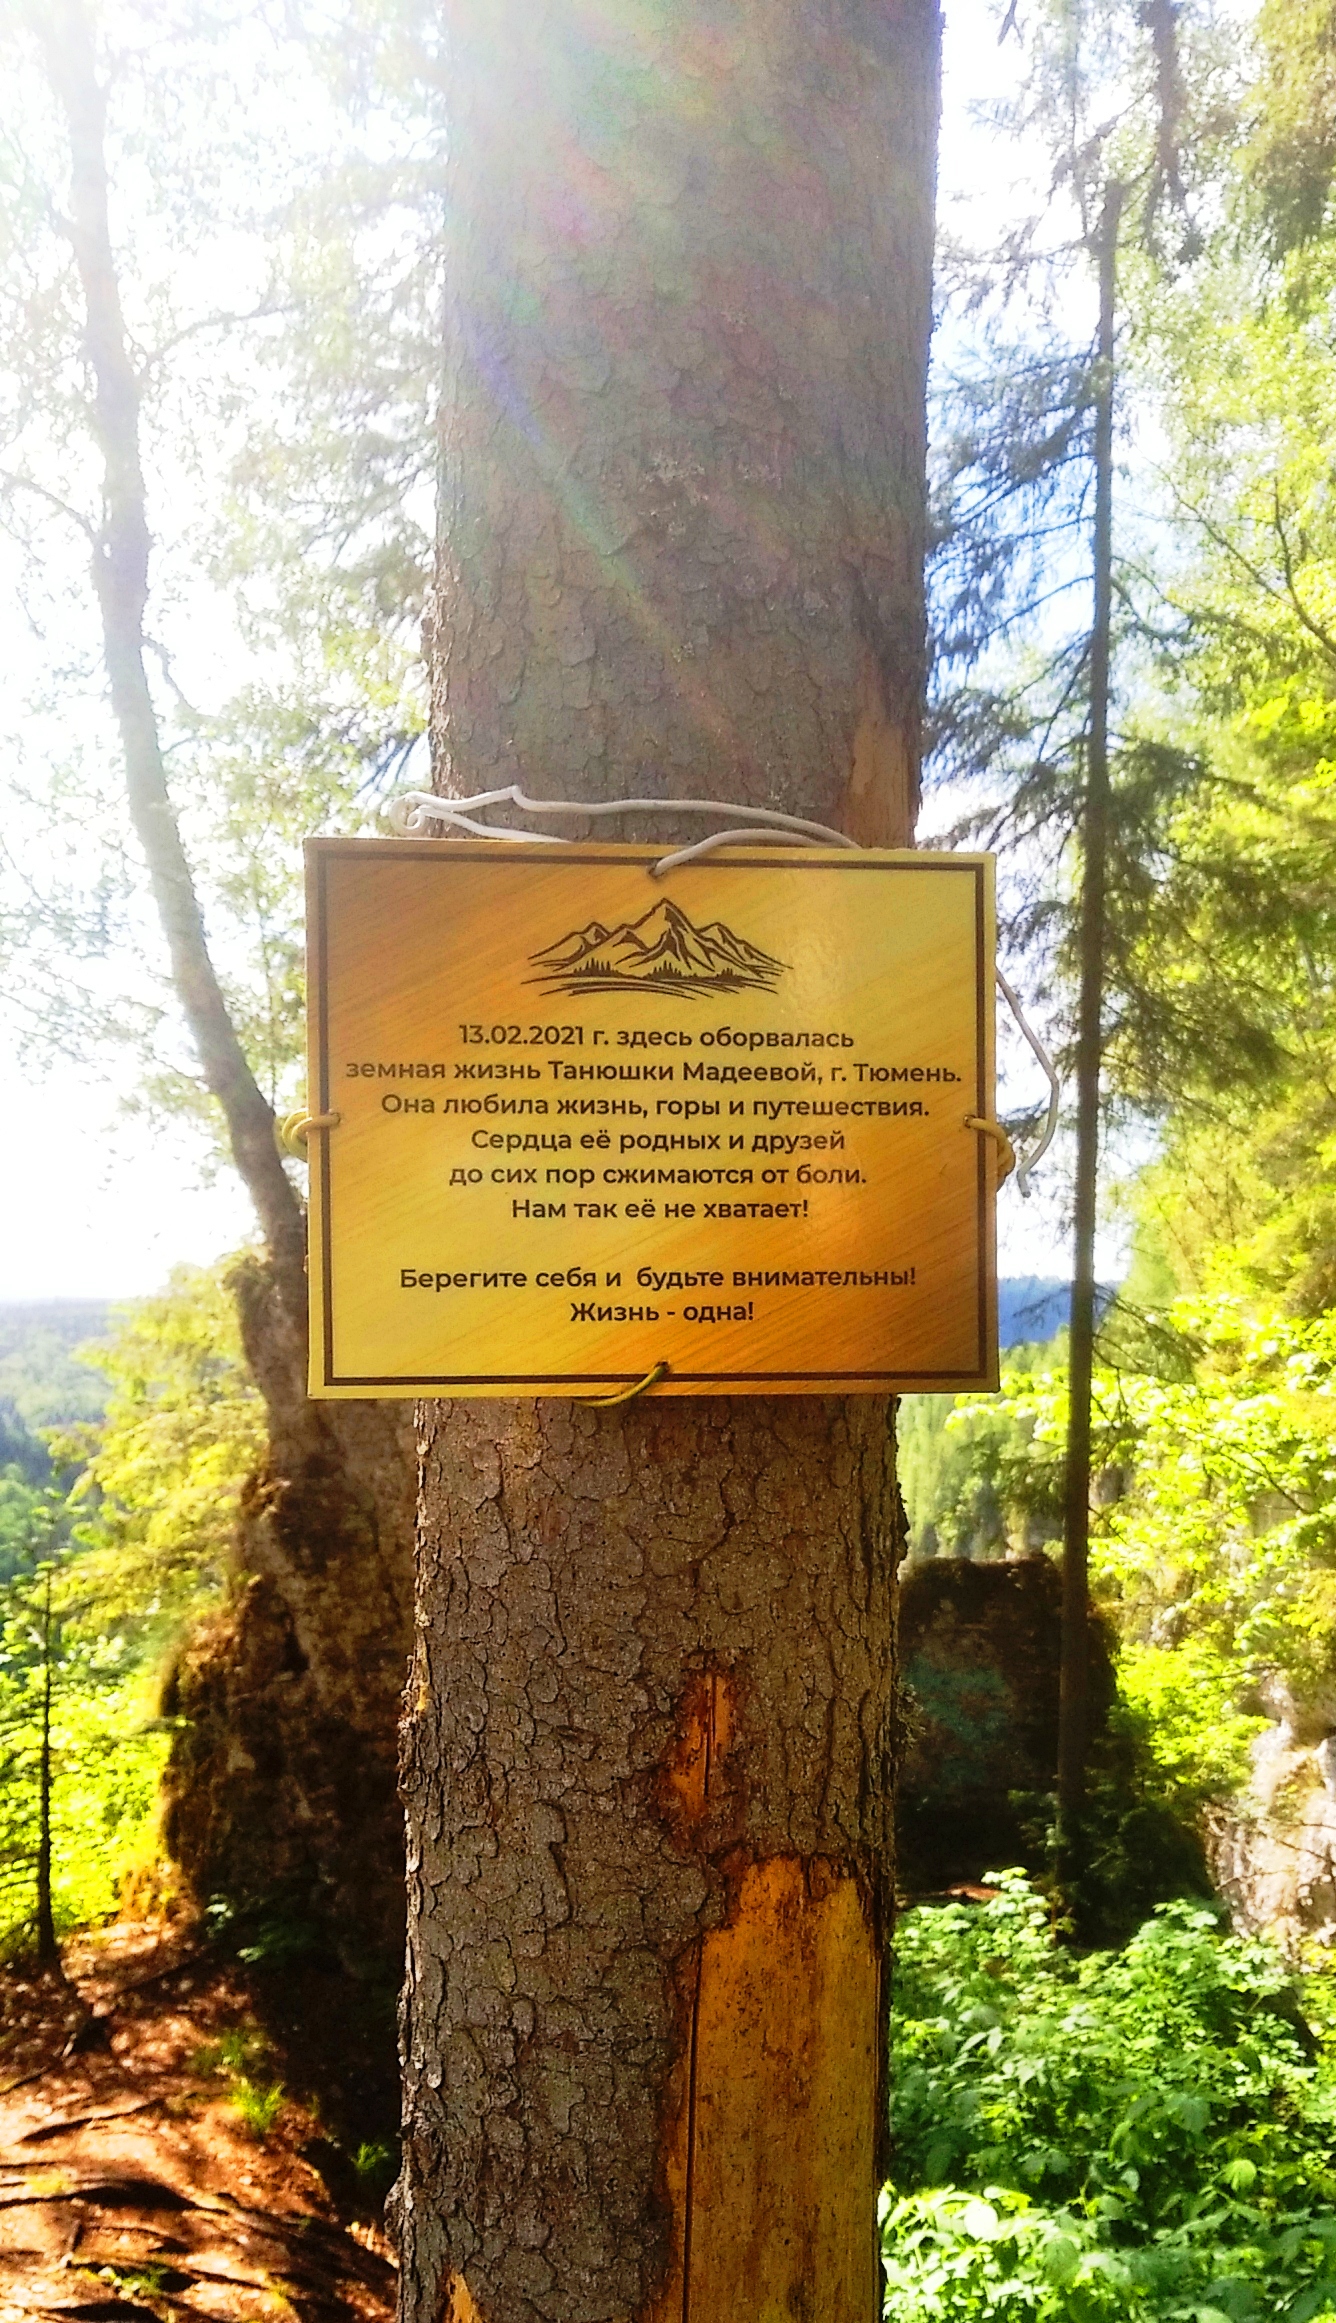 13.02.2021 г. здесь оборвалась
земная жизнь Танюшки Мадеевой, г. Тюмень.
Она любила жизнь, горы и путешествия.
Сердца её родных и друзей
до сих пор сжимаются от боли.
Нам так её не хватает!
Берегите себя и будьте внимательны!
Жизнь - одна!